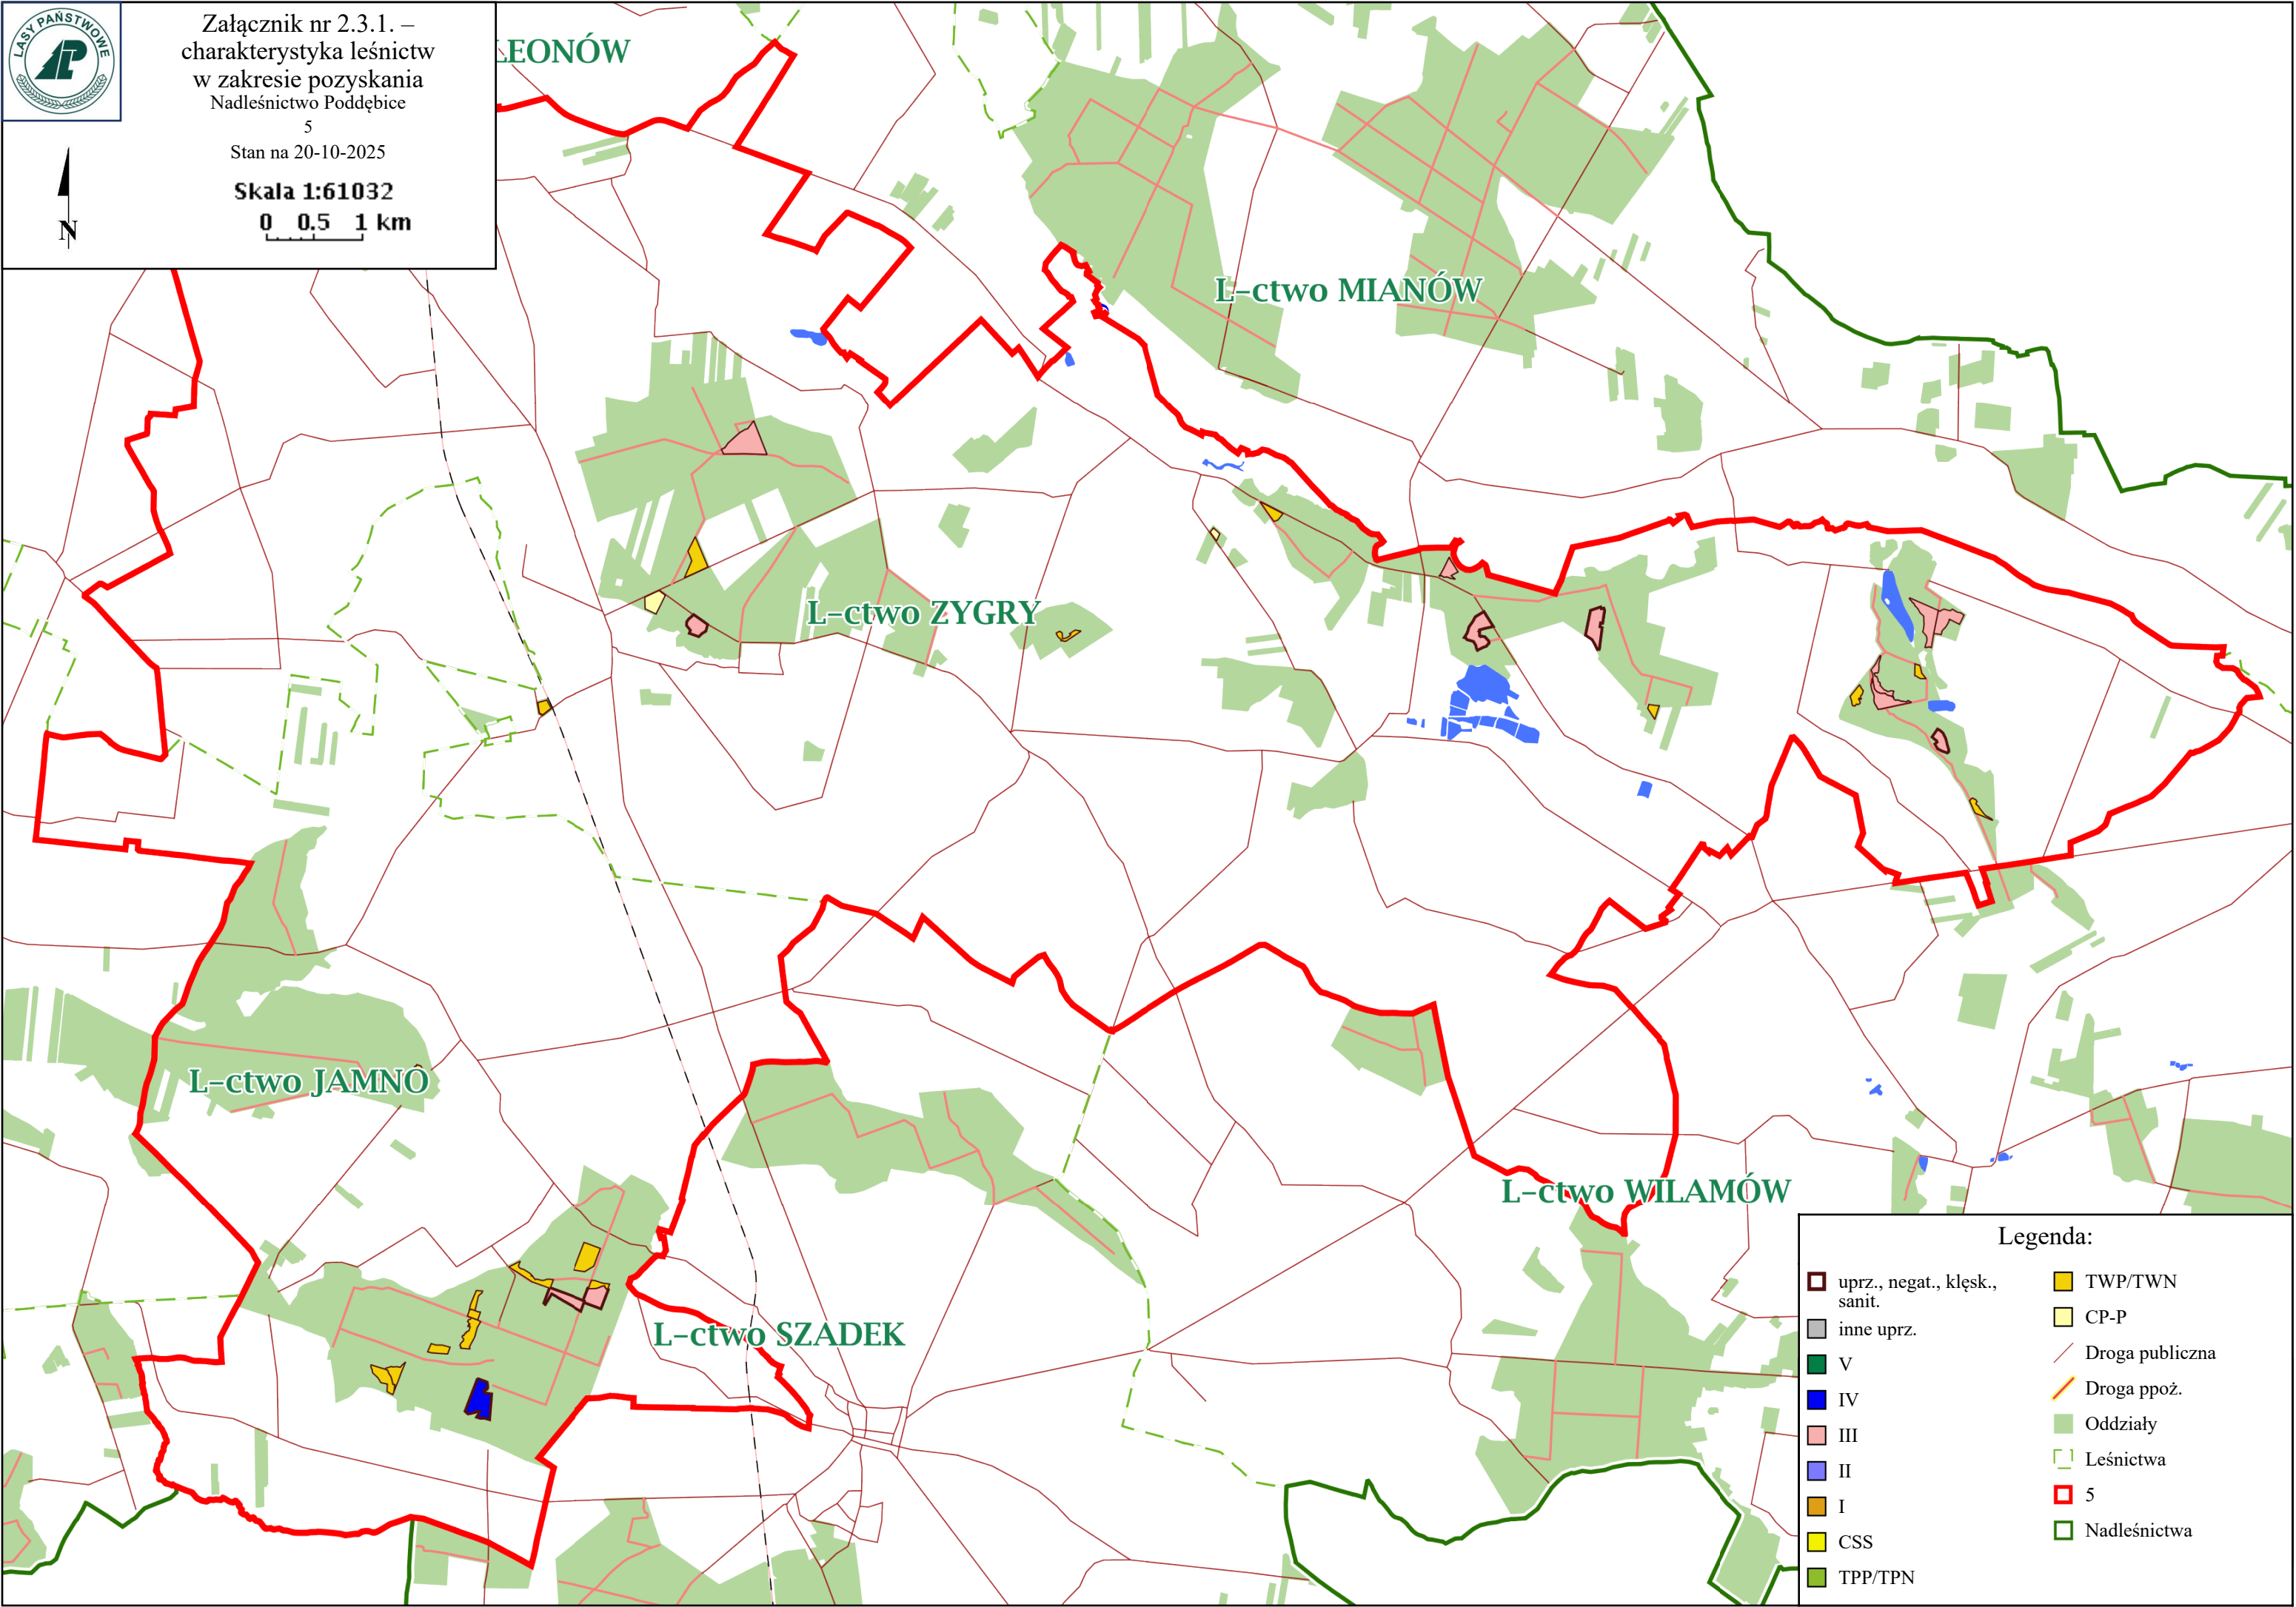 LASY PAŃSTWOWE
LP
Załącznik nr 2.3.1. –
charakterystyka leśnictw
w zakresie pozyskania
Nadleśnictwo Poddębice
5
Stan na 20-10-2025
Skala 1:61032
0 0.5 1 km
N
LEONÓW
L-ctwo MIANÓW
L-ctwo ZYGRY
L-ctwo JAMNO
L-ctwo WILAMÓW
L-ctwo SZADEK
Legenda:
uprz., negat., klęsk.,
sanit.
inne uprz.
V
IV
III
II
I
CSS
TPP/TPN
TWP/TWN
CP-P
Droga publiczna
Droga ppoż.
Oddziały
Leśnictwa
5
Nadleśnictwa